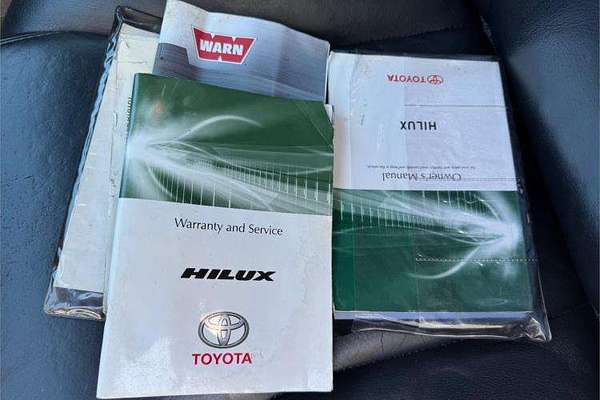 WARN
TOYOTA
HILUX
Owner's Manual
Warranty and Service
HILUX
TOYOTA